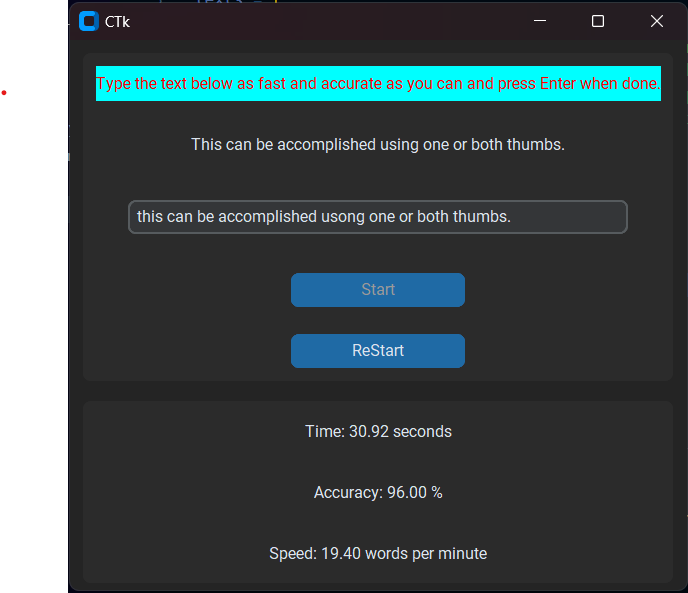 CTk
Type the text below as fast and accurate as you can and press Enter when done.
This can be accomplished using one or both thumbs.
this can be accomplished usong one or both thumbs.
Start
ReStart
Time: 30.92 seconds
Accuracy: 96.00 %
Speed: 19.40 words per minute